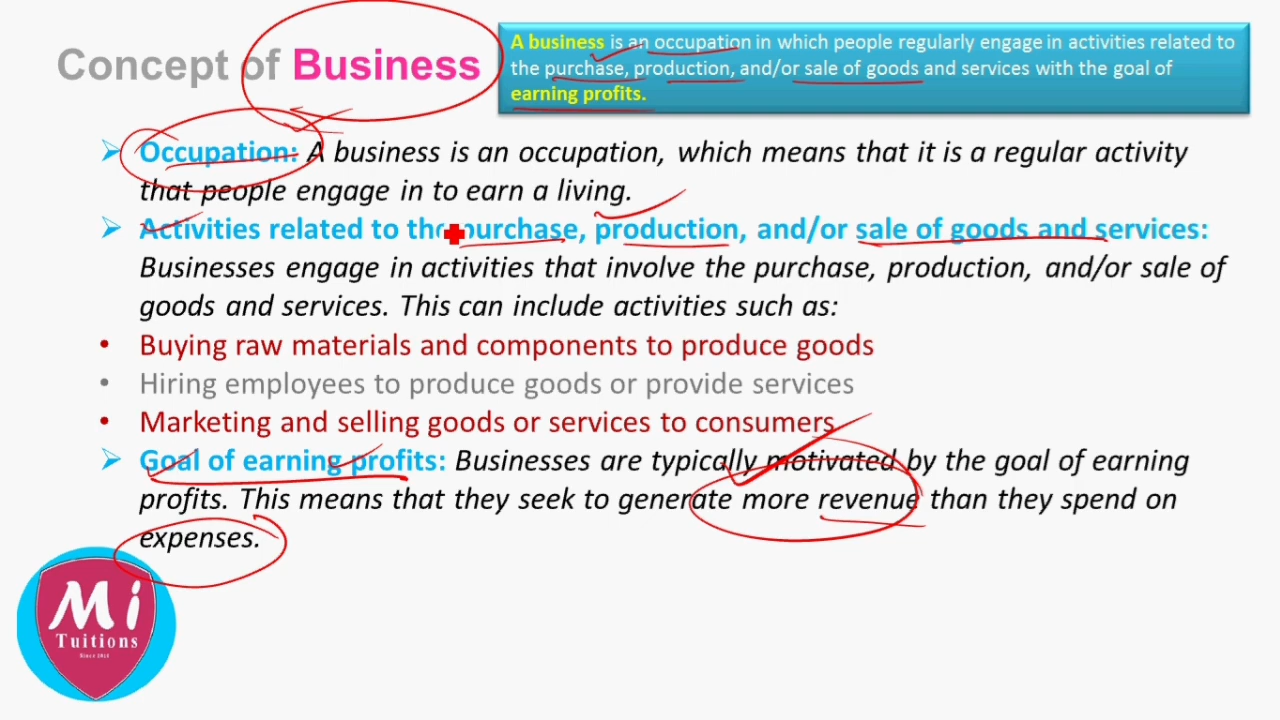 Concept of Business
A business is an occupation in which people regularly engage in activities related to
the purchase, production, and/or sale of goods and services with the goal of
earning profits.
➢ Occupation: A business is an occupation, which means that it is a regular activity
that people engage in to earn a living.
➢ Activities related to the purchase, production, and/or sale of goods and services:
Businesses engage in activities that involve the purchase, production, and/or sale of
goods and services. This can include activities such as:
• Buying raw materials and components to produce goods
• Hiring employees to produce goods or provide services
• Marketing and selling goods or services to consumers
➢ Goal of earning profits: Businesses are typically motivated by the goal of earning
profits. This means that they seek to generate more revenue than they spend on
expenses.
Mi
Tuitions